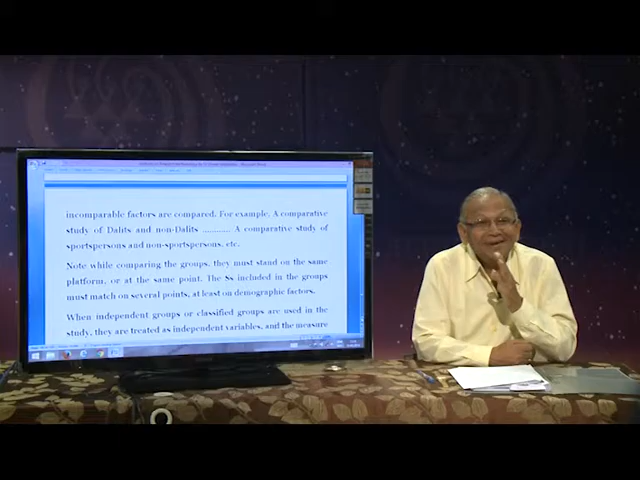 incomparable factors are compared. For example, A comparative
study of Dalits and non-Dalits ............ A comparative study of
sportspersons and non-sportspersons, etc.
Note while comparing the groups, they must stand on the same
platform, or at the same point. The Ss included in the groups
must match on several points, at least on demographic factors.
When independent groups or classified groups are used in the
study, they are treated as independent variables, and the measure